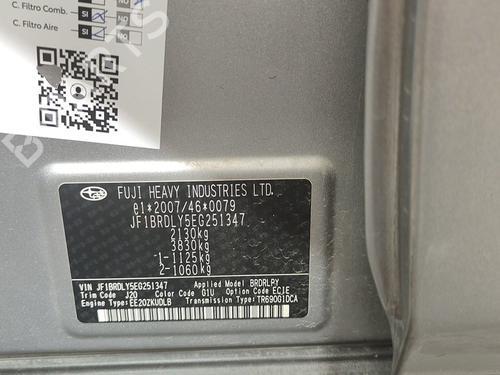 C. Filtro Comb. SI NO
C. Filtro Aire SI NO
FUJI HEAVY INDUSTRIES LTD.
e1*2007/46*0079
JF1BRDLY5EG251347
2130kg
3830kg
1-1125kg
2-1060kg
VIN JF1BRDLY5EG251347 Applied Model BRDRLPY
Trim Code J20 Color Code G1U Option Code EC1E
Engine Type: EE20ZKUDLB Transmission Type: TR690G1DCA